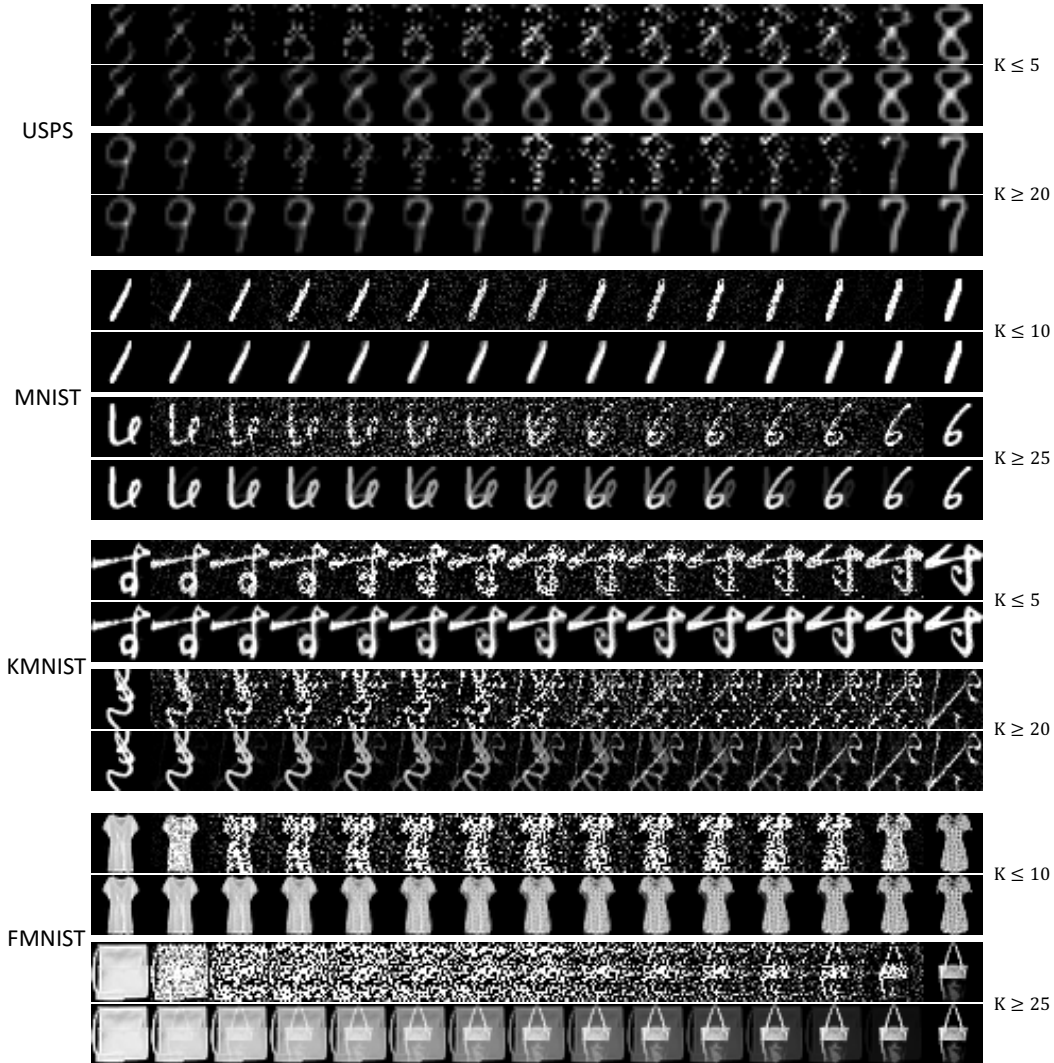 K ≤ 5
USPS
K ≥ 20
K ≤ 10
MNIST
K ≥ 25
K ≤ 5
KMNIST
K ≥ 20
K ≤ 10
FMNIST
K ≥ 25